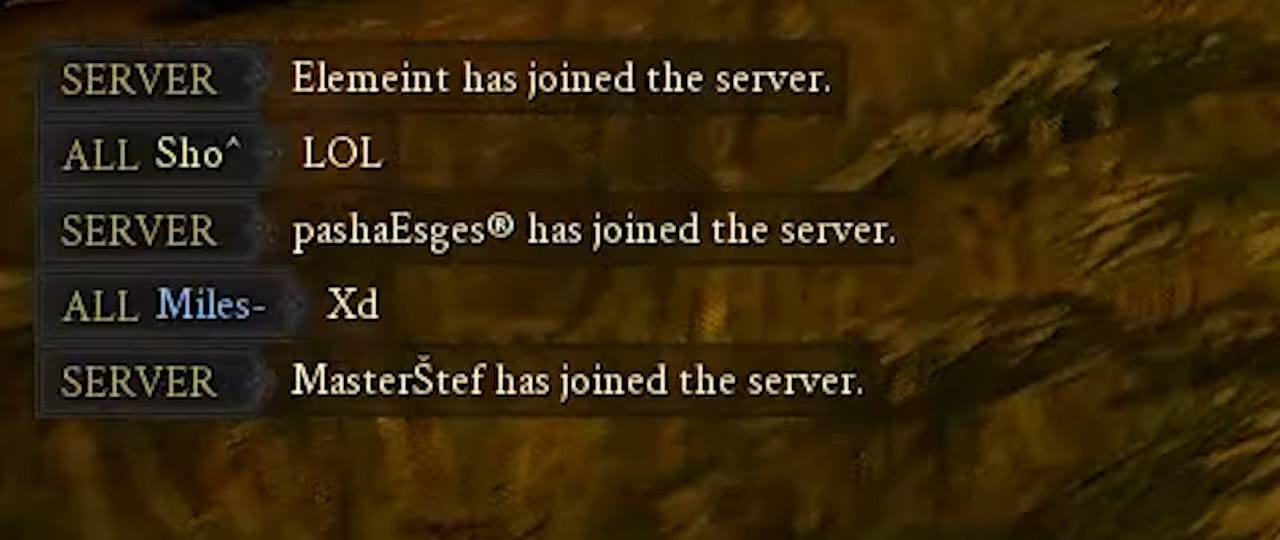 SERVER Elemeint has joined the server.
ALL Sho^ LOL
SERVER pashaEsges® has joined the server.
ALL Miles- Xd
SERVER MasterŠtef has joined the server.